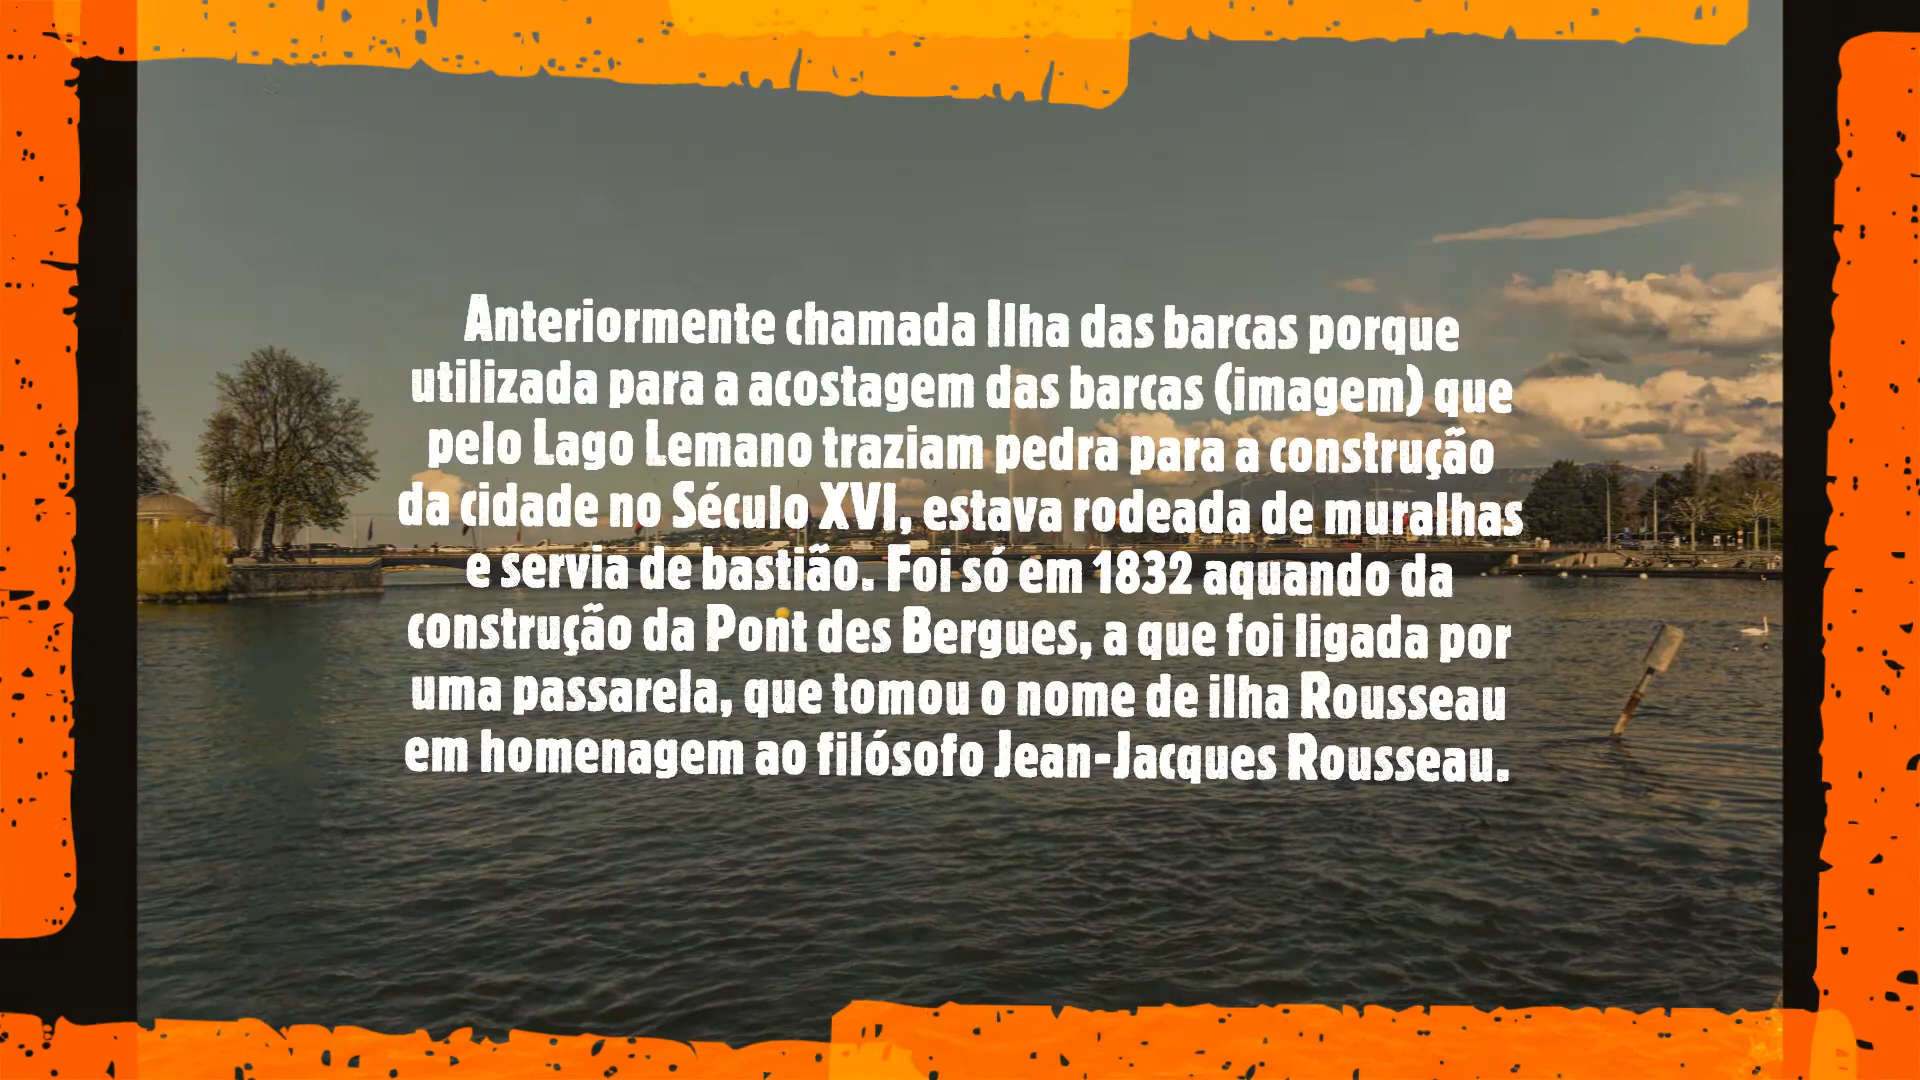 Anteriormente chamada Ilha das barcas porque
utilizada para a acostagem das barcas (imagem) que
pelo Lago Lemano traziam pedra para a construção
da cidade no Século XVI, estava rodeada de muralhas
e servia de bastião. Foi só em 1832 aquando da
construção da Pont des Bergues, a que foi ligada por
uma passarela, que tomou o nome de ilha Rousseau
em homenagem ao filósofo Jean-Jacques Rousseau.